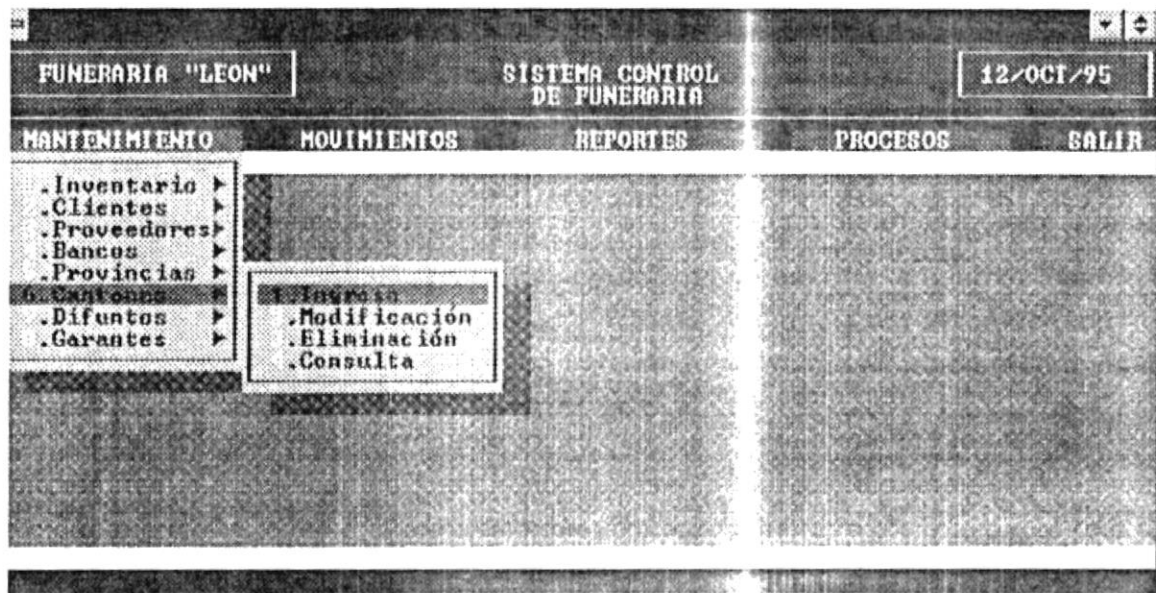 FUNERARIA "LEON"
SISTEMA CONTROL
DE FUNERARIA
12/OCT/95
MANTENIMIENTO MOVIMIENTOS REPORTES PROCESOS SALIR
.Inventario
.Clientes
.Proveedores
.Bancos
.Provincias
6.Cantones
.Difuntos
.Garantes
1.Ingreso
.Modificación
.Eliminación
.Consulta